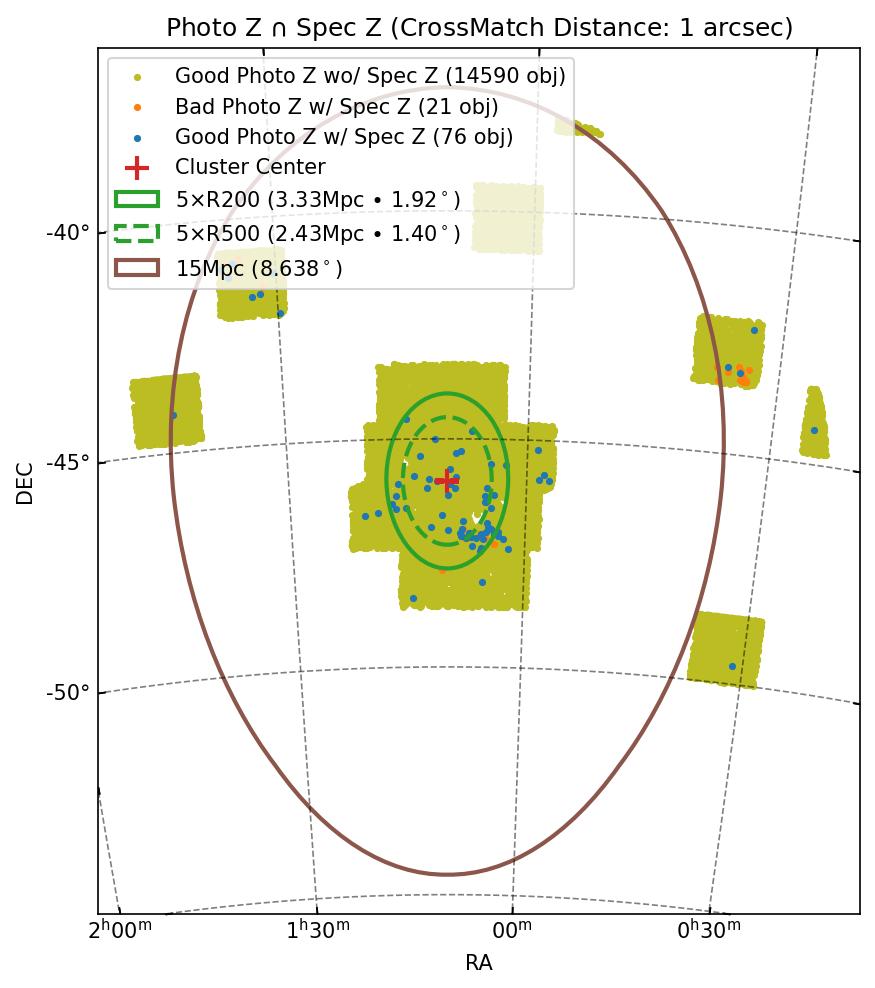 Photo Z ∩ Spec Z (CrossMatch Distance: 1 arcsec)
Good Photo Z wo/ Spec Z (14590 obj)
Bad Photo Z w/ Spec Z (21 obj)
Good Photo Z w/ Spec Z (76 obj)
Cluster Center
5×R200 (3.33Mpc • 1.92°)
5×R500 (2.43Mpc • 1.40°)
15Mpc (8.638°)
-40°
-45°
-50°
DEC
2ʰ00ᵐ 1ʰ30ᵐ 00ᵐ 0ʰ30ᵐ
RA